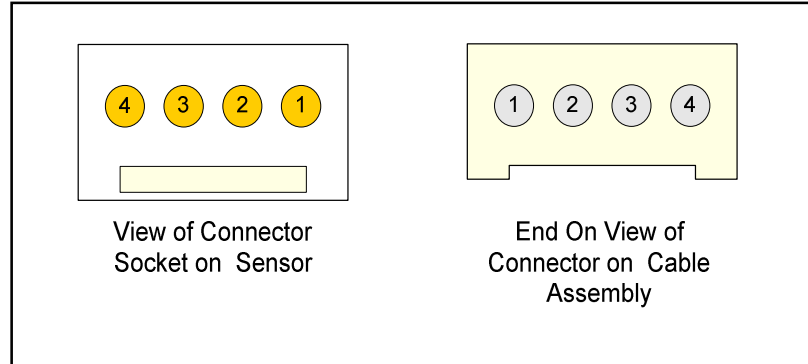 4 3 2 1
View of Connector
Socket on Sensor
1 2 3 4
End On View of
Connector on Cable
Assembly